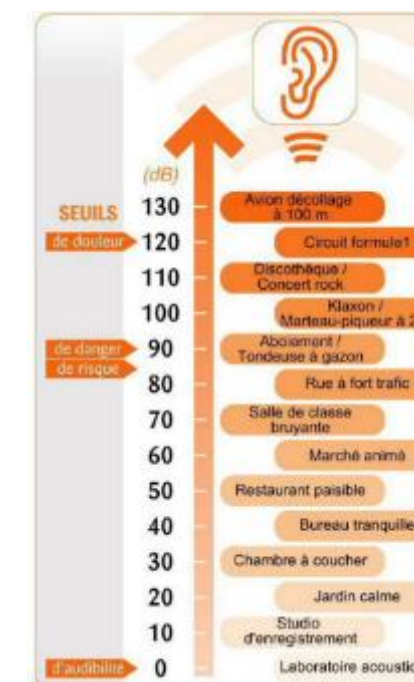 (dB)
SEUILS
130
Avion décollage
à 100 m
de douleur
120
Circuit formule1
110
Discothèque /
Concert rock
100
Klaxon /
Marteau-piqueur à 2
de danger
90
Aboiement /
Tondeuse à gazon
de risque
80
Rue à fort trafic
70
Salle de classe
bruyante
60
Marché animé
50
Restaurant paisible
40
Bureau tranquille
30
Chambre à coucher
20
Jardin calme
10
Studio
d'enregistrement
d'audibilité
0
Laboratoire acoustic